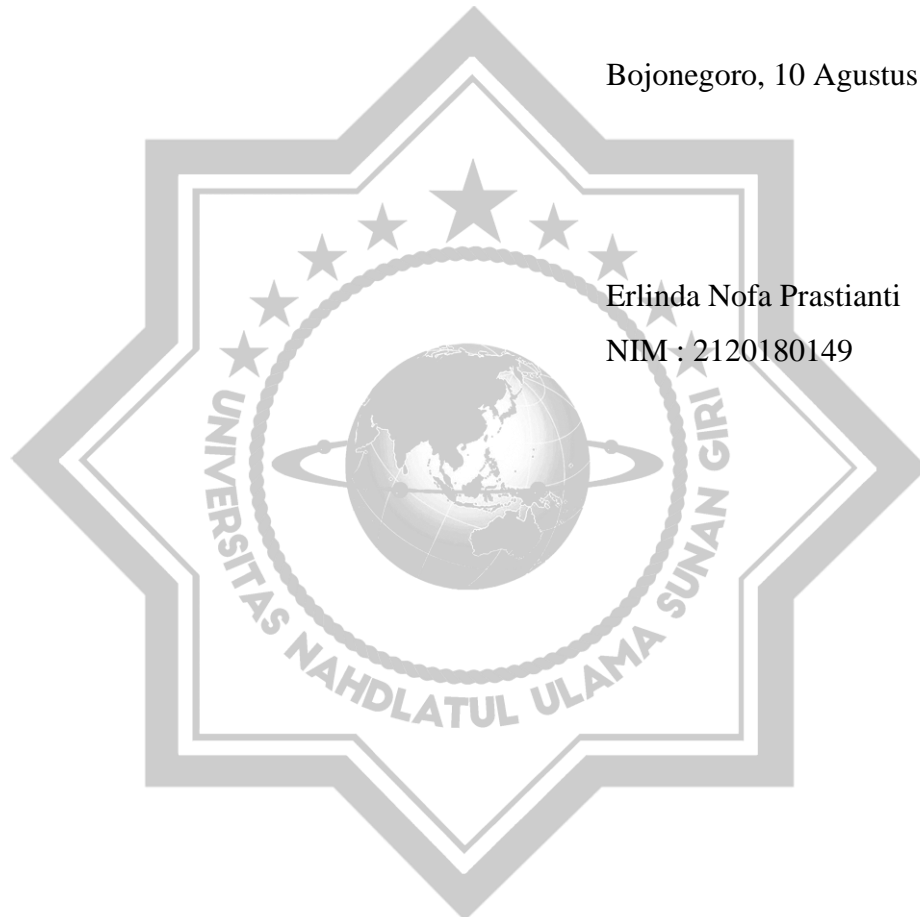 Bojonegoro, 10 Agustus
Erlinda Nofa Prastianti
NIM : 2120180149
UNIVERSITAS NAHDLATUL ULAMA SUNAN GIRI